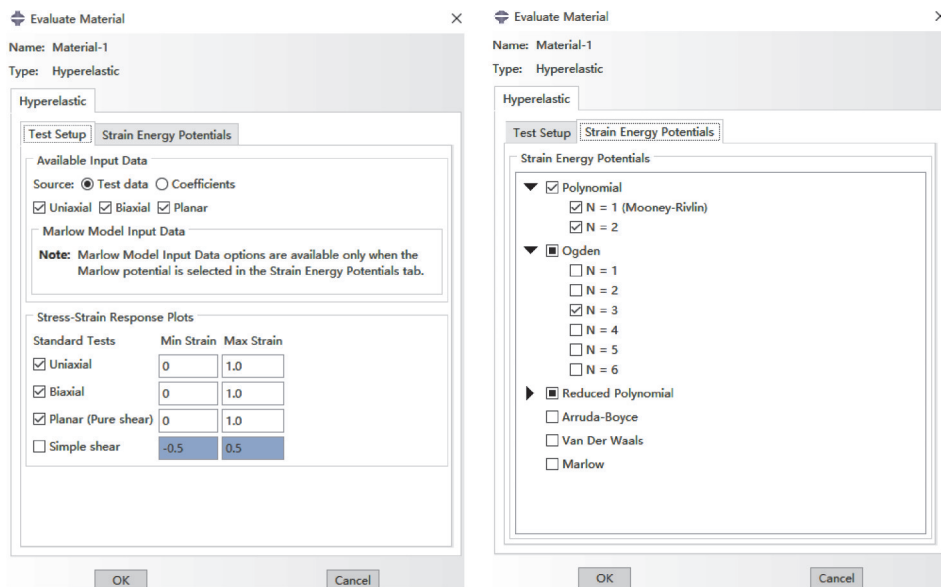 Evaluate Material
Name: Material-1
Type: Hyperelastic
Hyperelastic
Test Setup Strain Energy Potentials
Available Input Data
Source: Test data Coefficients
Uniaxial Biaxial Planar
Marlow Model Input Data
Note: Marlow Model Input Data options are available only when the
Marlow potential is selected in the Strain Energy Potentials tab.
Stress-Strain Response Plots
Standard Tests Min Strain Max Strain
Uniaxial 0 1.0
Biaxial 0 1.0
Planar (Pure shear) 0 1.0
Simple shear -0.5 0.5
OK Cancel
Evaluate Material
Name: Material-1
Type: Hyperelastic
Hyperelastic
Test Setup Strain Energy Potentials
Strain Energy Potentials
Polynomial
N = 1 (Mooney-Rivlin)
N = 2
Ogden
N = 1
N = 2
N = 3
N = 4
N = 5
N = 6
Reduced Polynomial
Arruda-Boyce
Van Der Waals
Marlow
OK Cancel